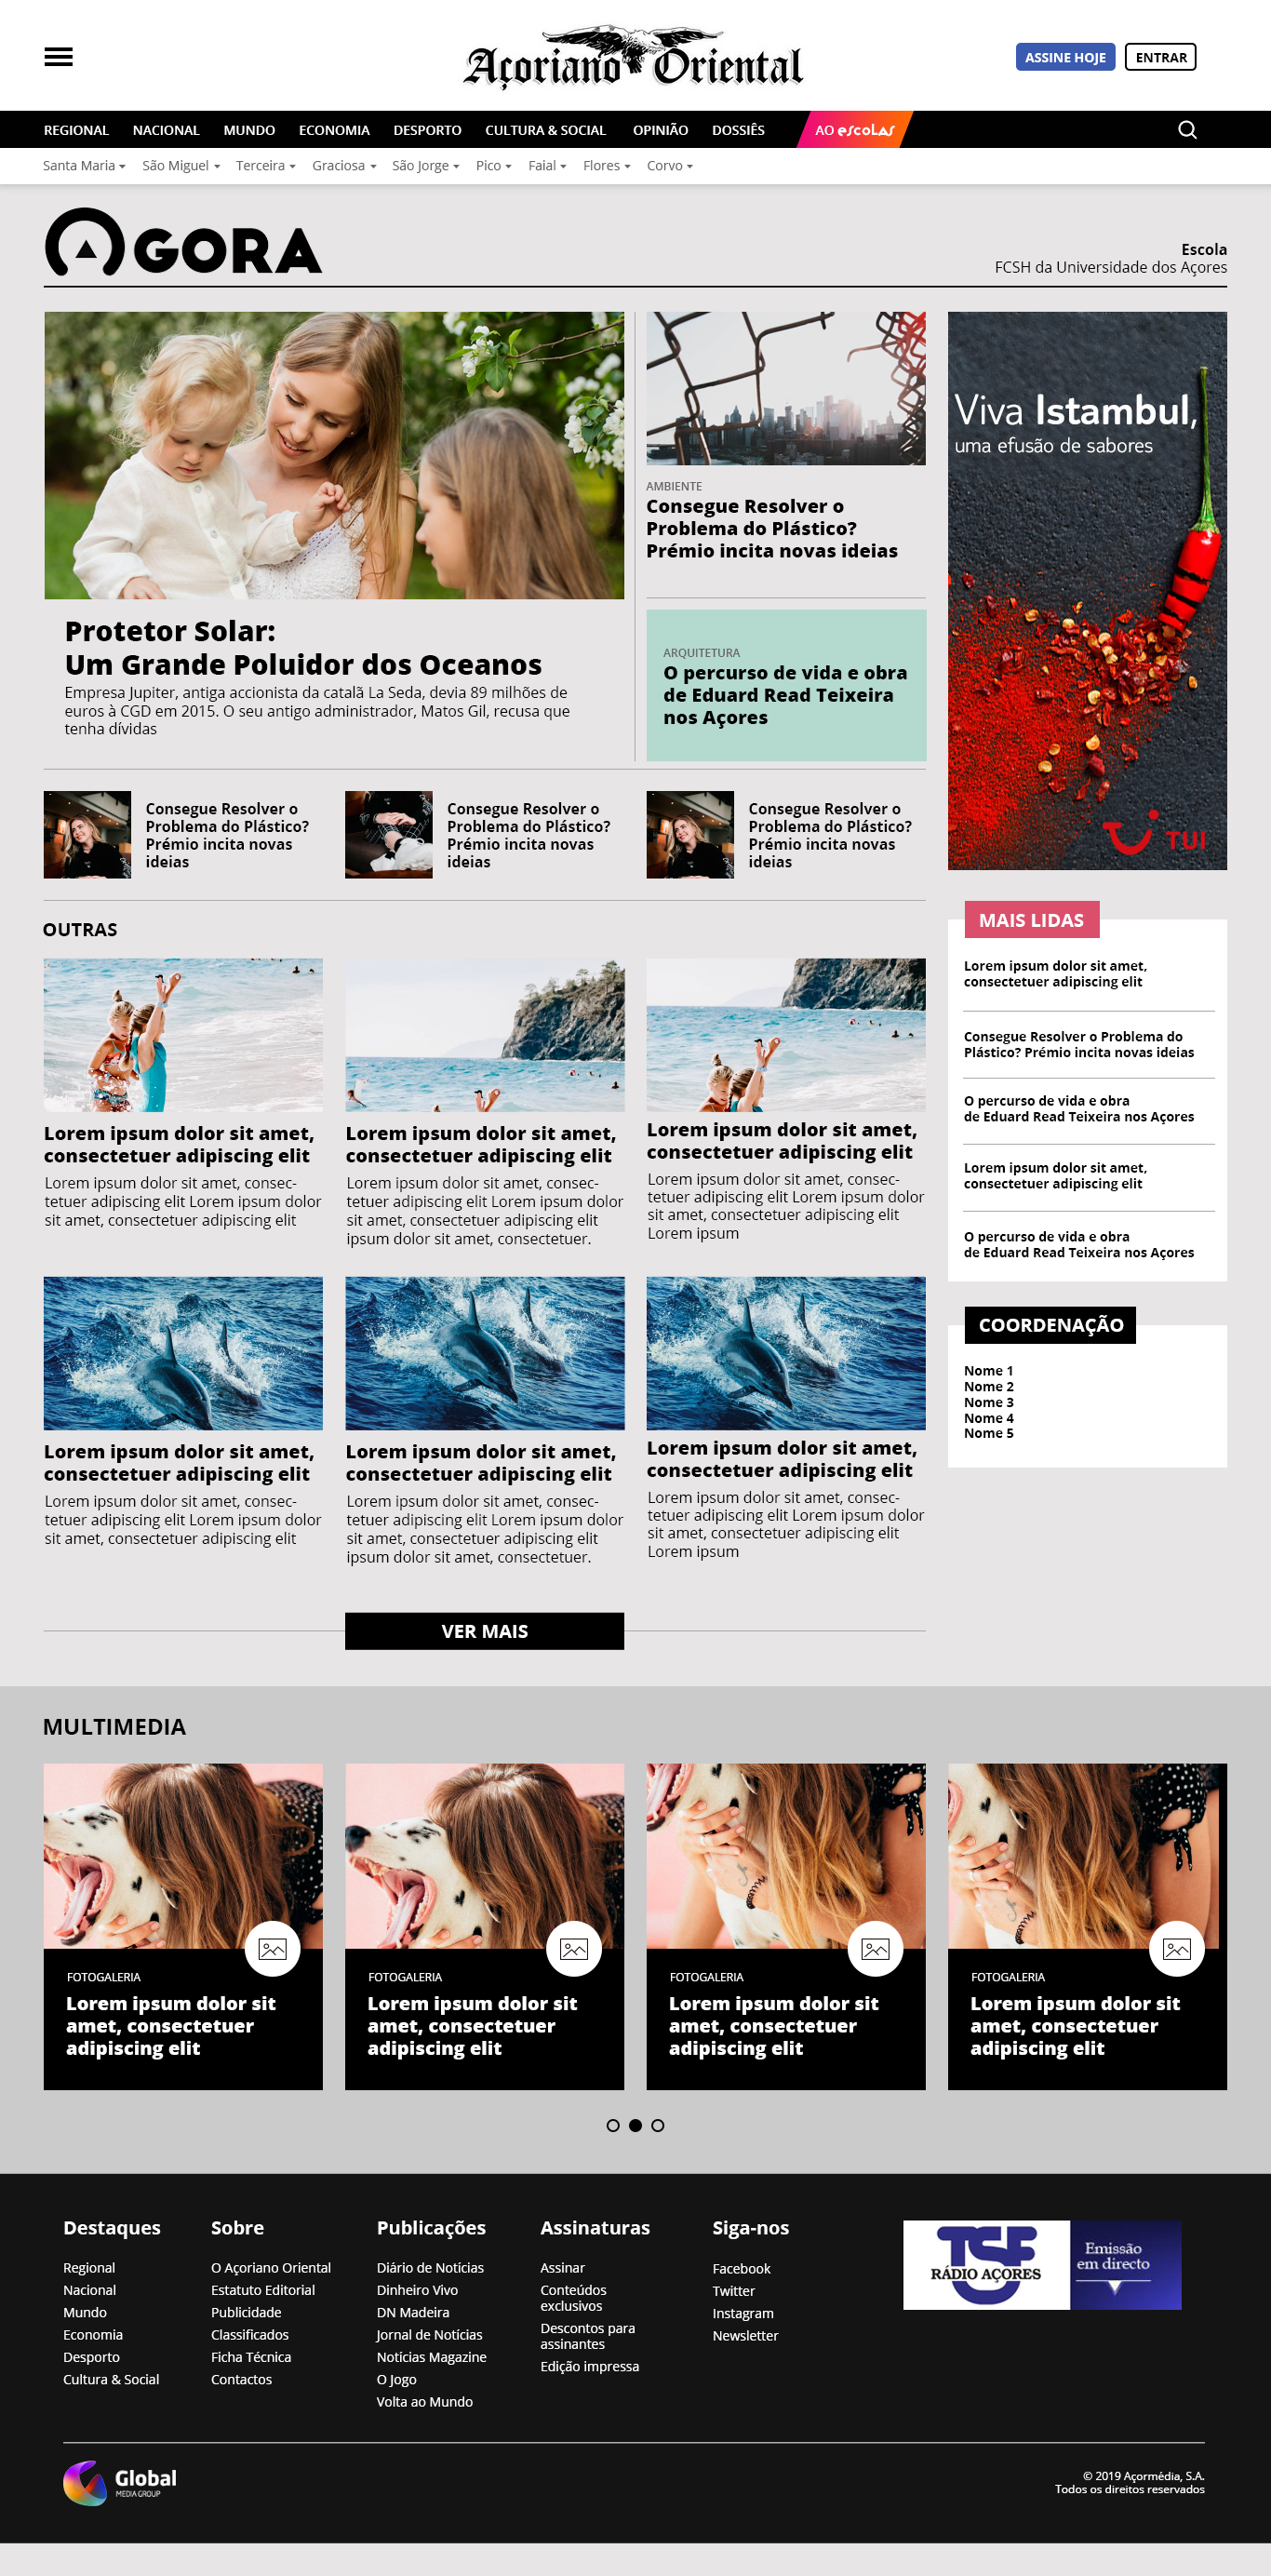 Açoriano Oriental
ASSINE HOJE
ENTRAR
REGIONAL NACIONAL MUNDO ECONOMIA DESPORTO CULTURA & SOCIAL OPINIÃO DOSSIÊS AO escolas
Santa Maria São Miguel Terceira Graciosa São Jorge Pico Faial Flores Corvo
AGORA
Escola
FCSH da Universidade dos Açores
Protetor Solar:
Um Grande Poluidor dos Oceanos
Empresa Jupiter, antiga accionista da catalã La Seda, devia 89 milhões de
euros à CGD em 2015. O seu antigo administrador, Matos Gil, recusa que
tenha dívidas
AMBIENTE
Consegue Resolver o
Problema do Plástico?
Prémio incita novas ideias
ARQUITETURA
O percurso de vida e obra
de Eduard Read Teixeira
nos Açores
Viva Istambul,
uma efusão de sabores
TUI
Consegue Resolver o
Problema do Plástico?
Prémio incita novas
ideias
Consegue Resolver o
Problema do Plástico?
Prémio incita novas
ideias
Consegue Resolver o
Problema do Plástico?
Prémio incita novas
ideias
OUTRAS
Lorem ipsum dolor sit amet,
consectetuer adipiscing elit
Lorem ipsum dolor sit amet, consec-
tetuer adipiscing elit Lorem ipsum dolor
sit amet, consectetuer adipiscing elit
Lorem ipsum dolor sit amet,
consectetuer adipiscing elit
Lorem ipsum dolor sit amet, consec-
tetuer adipiscing elit Lorem ipsum dolor
sit amet, consectetuer adipiscing elit
ipsum dolor sit amet, consectetuer.
Lorem ipsum dolor sit amet,
consectetuer adipiscing elit
Lorem ipsum dolor sit amet, consec-
tetuer adipiscing elit Lorem ipsum dolor
sit amet, consectetuer adipiscing elit
Lorem ipsum
Lorem ipsum dolor sit amet,
consectetuer adipiscing elit
Lorem ipsum dolor sit amet, consec-
tetuer adipiscing elit Lorem ipsum dolor
sit amet, consectetuer adipiscing elit
Lorem ipsum dolor sit amet,
consectetuer adipiscing elit
Lorem ipsum dolor sit amet, consec-
tetuer adipiscing elit Lorem ipsum dolor
sit amet, consectetuer adipiscing elit
ipsum dolor sit amet, consectetuer.
Lorem ipsum dolor sit amet,
consectetuer adipiscing elit
Lorem ipsum dolor sit amet, consec-
tetuer adipiscing elit Lorem ipsum dolor
sit amet, consectetuer adipiscing elit
Lorem ipsum
VER MAIS
MAIS LIDAS
Lorem ipsum dolor sit amet,
consectetuer adipiscing elit
Consegue Resolver o Problema do
Plástico? Prémio incita novas ideias
O percurso de vida e obra
de Eduard Read Teixeira nos Açores
Lorem ipsum dolor sit amet,
consectetuer adipiscing elit
O percurso de vida e obra
de Eduard Read Teixeira nos Açores
COORDENAÇÃO
Nome 1
Nome 2
Nome 3
Nome 4
Nome 5
MULTIMEDIA
FOTOGALERIA
Lorem ipsum dolor sit
amet, consectetuer
adipiscing elit
FOTOGALERIA
Lorem ipsum dolor sit
amet, consectetuer
adipiscing elit
FOTOGALERIA
Lorem ipsum dolor sit
amet, consectetuer
adipiscing elit
FOTOGALERIA
Lorem ipsum dolor sit
amet, consectetuer
adipiscing elit
Destaques
Regional
Nacional
Mundo
Economia
Desporto
Cultura & Social
Sobre
O Açoriano Oriental
Estatuto Editorial
Publicidade
Classificados
Ficha Técnica
Contactos
Publicações
Diário de Notícias
Dinheiro Vivo
DN Madeira
Jornal de Notícias
Notícias Magazine
O Jogo
Volta ao Mundo
Assinaturas
Assinar
Conteúdos
exclusivos
Descontos para
assinantes
Edição impressa
Siga-nos
Facebook
Twitter
Instagram
Newsletter
TSF
RÁDIO AÇORES
Emissão
em directo
Global
MEDIA GROUP
© 2019 Açormédia, S.A.
Todos os direitos reservados